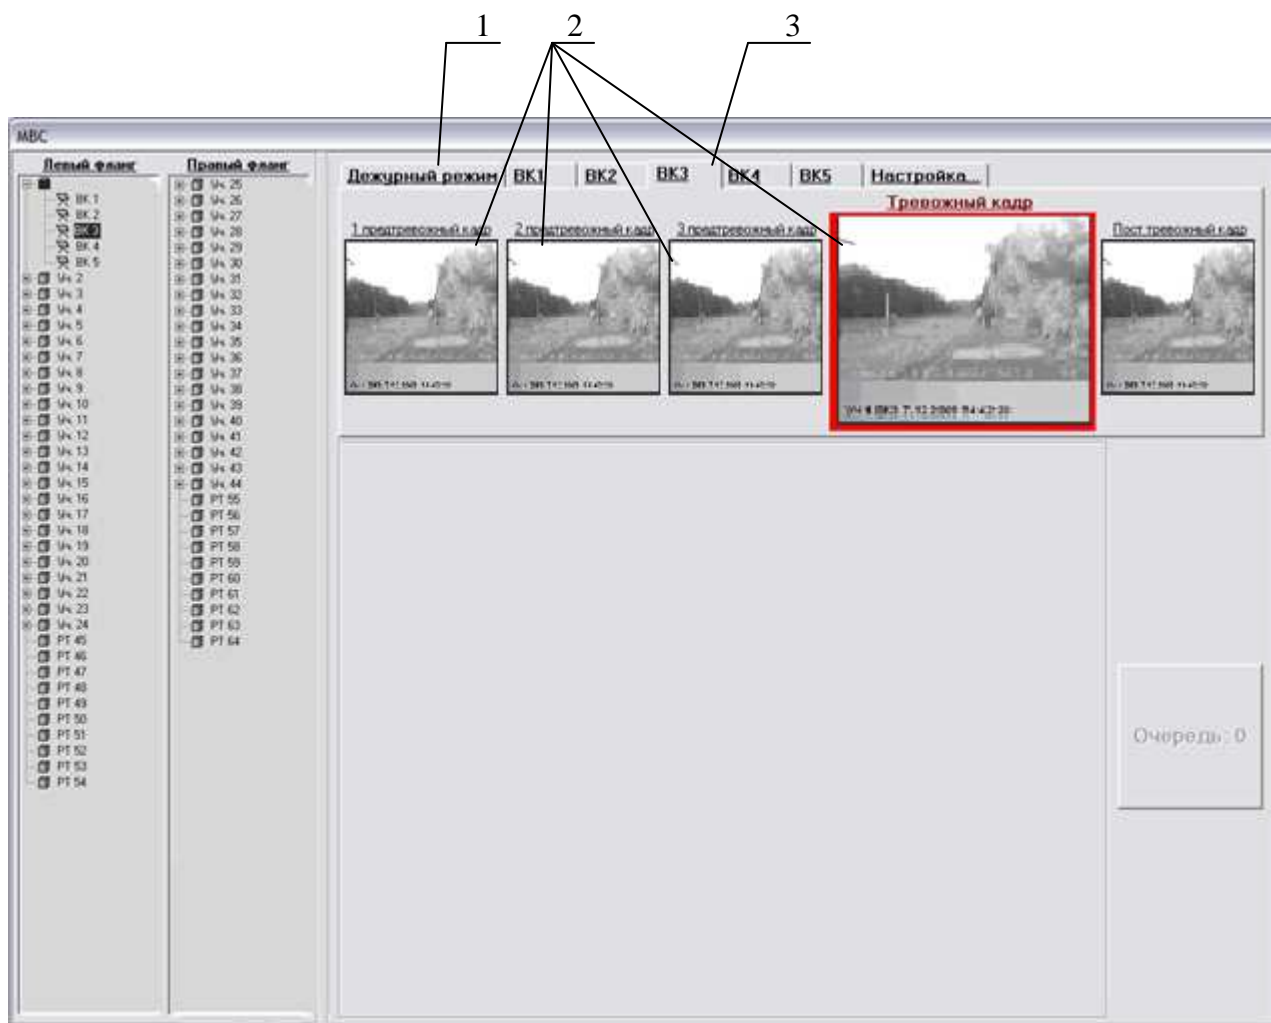 1 2 3
МВС
Левый фланг
ВК 1
ВК 2
ВК 3
ВК 4
ВК 5
Уч. 2
Уч. 3
Уч. 4
Уч. 5
Уч. 6
Уч. 7
Уч. 8
Уч. 9
Уч. 10
Уч. 11
Уч. 12
Уч. 13
Уч. 14
Уч. 15
Уч. 16
Уч. 17
Уч. 18
Уч. 19
Уч. 20
Уч. 21
Уч. 22
Уч. 23
Уч. 24
РТ 45
РТ 46
РТ 47
РТ 48
РТ 49
РТ 50
РТ 51
РТ 52
РТ 53
РТ 54
Правый фланг
Уч. 25
Уч. 26
Уч. 27
Уч. 28
Уч. 29
Уч. 30
Уч. 31
Уч. 32
Уч. 33
Уч. 34
Уч. 35
Уч. 36
Уч. 37
Уч. 38
Уч. 39
Уч. 40
Уч. 41
Уч. 42
Уч. 43
Уч. 44
РТ 55
РТ 56
РТ 57
РТ 58
РТ 59
РТ 60
РТ 61
РТ 62
РТ 63
РТ 64
Дежурный режим ВК1 ВК2 ВК3 ВК4 ВК5 Настройка...
Тревожный кадр
1 предтревожный кадр 2 предтревожный кадр 3 предтревожный кадр Пост тревожный кадр
Очередь: 0